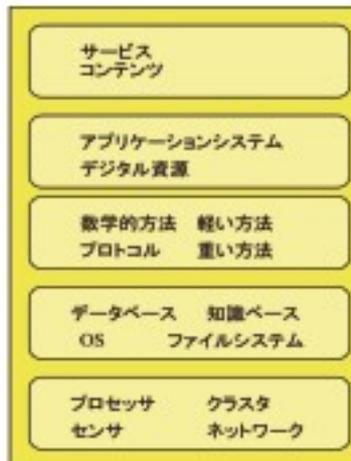 サービス
コンテンツ
アプリケーションシステム
デジタル資源
数学的方法　軽い方法
プロトコル　重い方法
データベース　知識ベース
OS　ファイルシステム
プロセッサ　クラスタ
センサ　ネットワーク